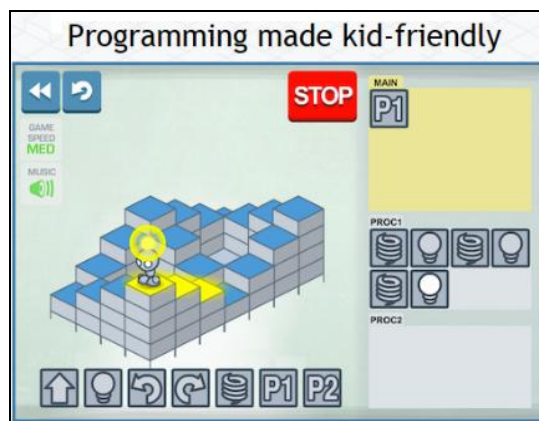 Programming made kid-friendly
STOP
MAIN
P1
GAME
SPEED
MED
MUSIC
PROC1
PROC2
P1 P2